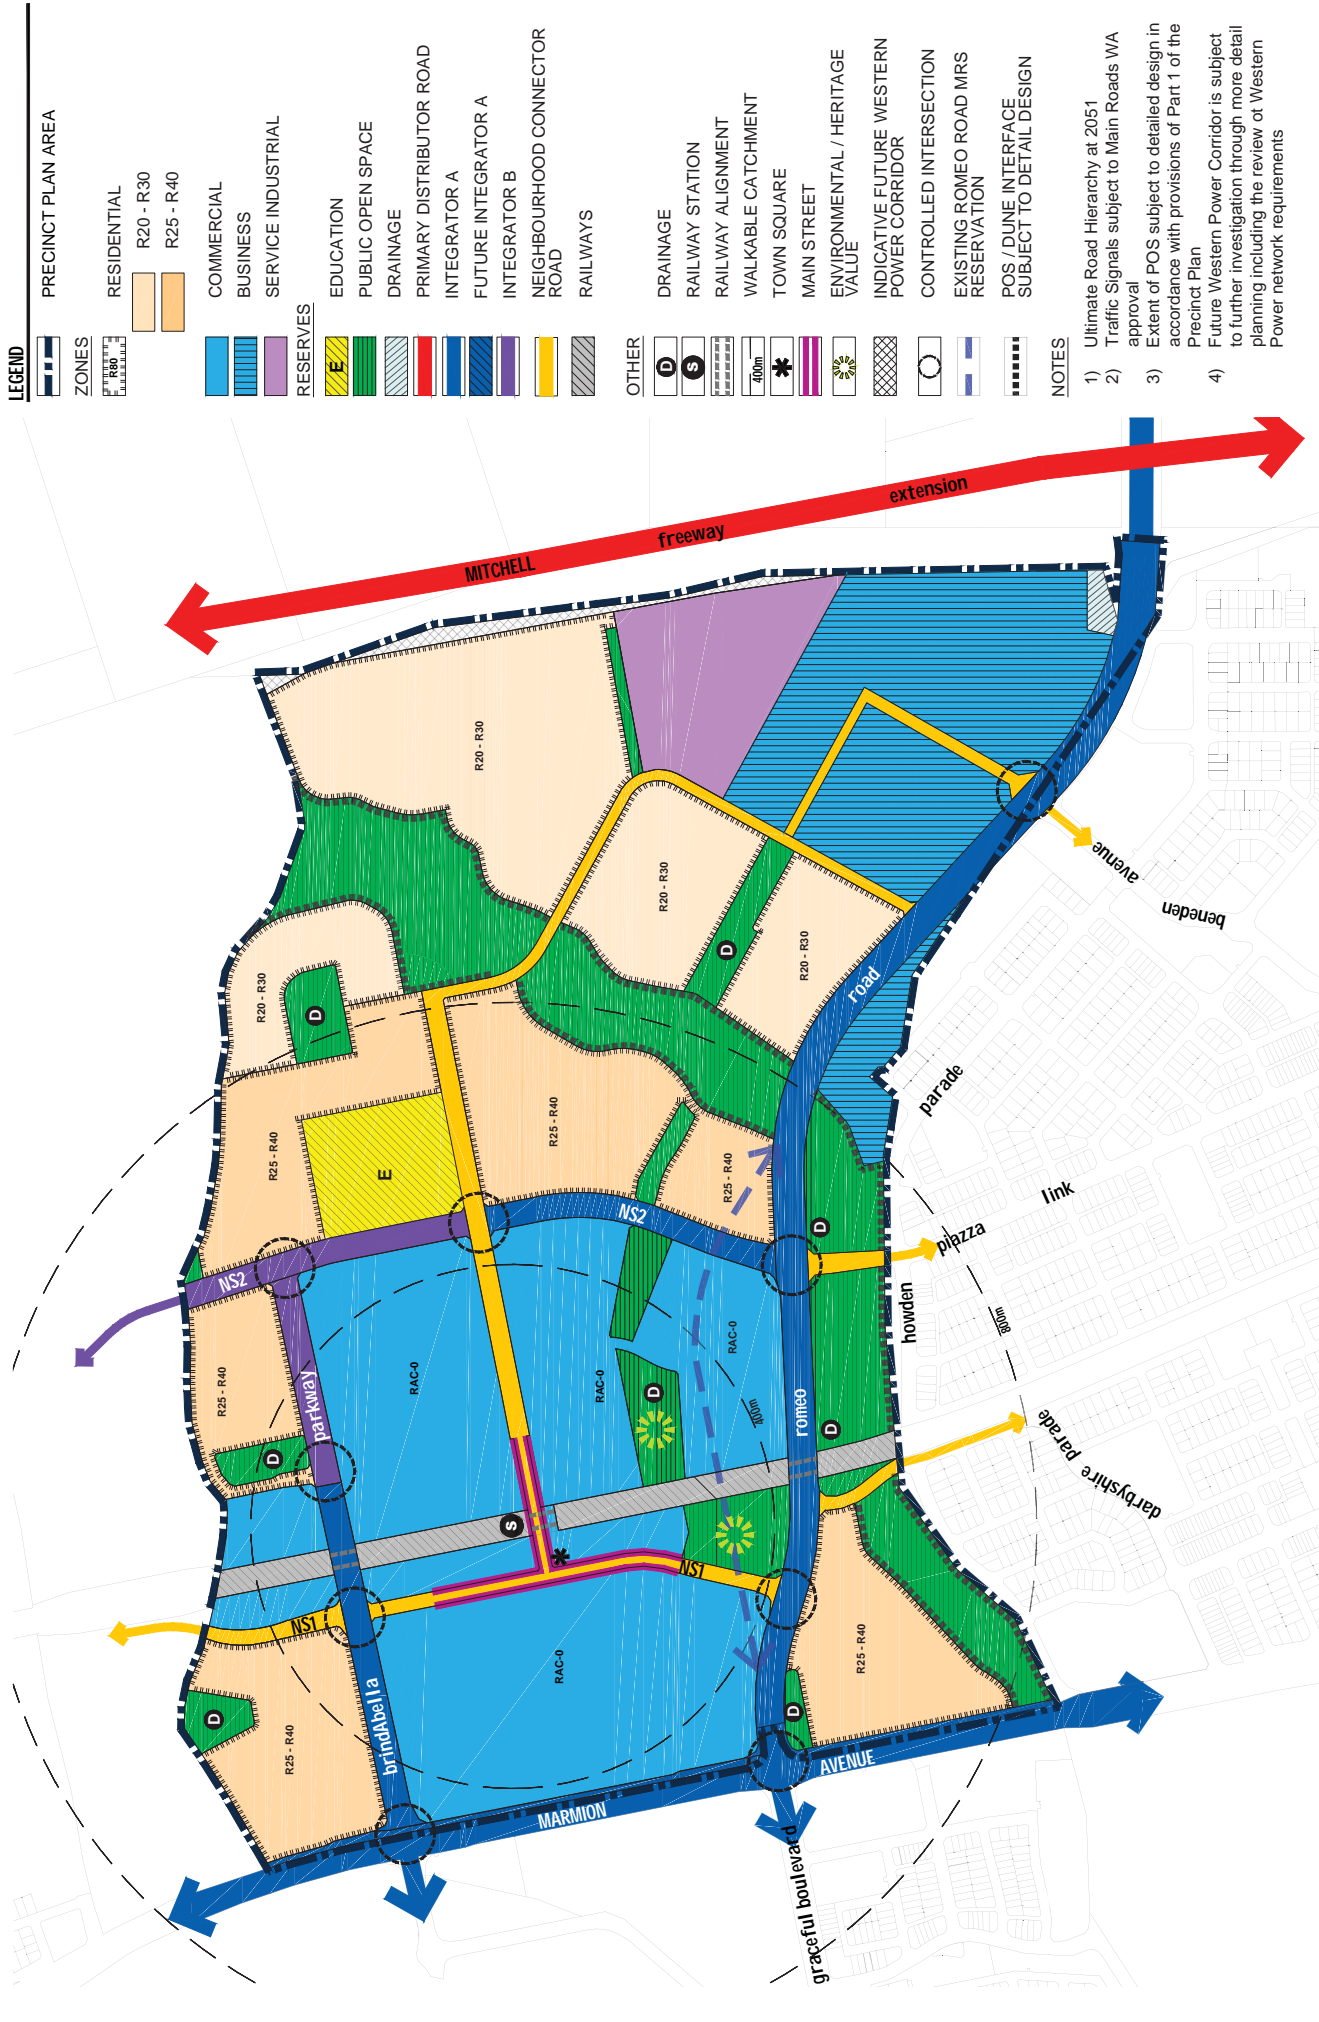 LEGEND
PRECINCT PLAN AREA
ZONES
R80
RESIDENTIAL
R20 - R30
R25 - R40
COMMERCIAL
BUSINESS
SERVICE INDUSTRIAL
RESERVES
E
EDUCATION
PUBLIC OPEN SPACE
DRAINAGE
PRIMARY DISTRIBUTOR ROAD
INTEGRATOR A
FUTURE INTEGRATOR A
INTEGRATOR B
NEIGHBOURHOOD CONNECTOR
ROAD
RAILWAYS
OTHER
D
DRAINAGE
S
RAILWAY STATION
RAILWAY ALIGNMENT
400m
WALKABLE CATCHMENT
TOWN SQUARE
MAIN STREET
ENVIRONMENTAL / HERITAGE
VALUE
INDICATIVE FUTURE WESTERN
POWER CORRIDOR
CONTROLLED INTERSECTION
EXISTING ROMEO ROAD MRS
RESERVATION
POS / DUNE INTERFACE
SUBJECT TO DETAIL DESIGN
NOTES
1) Ultimate Road Hierarchy at 2051
2) Traffic Signals subject to Main Roads WA
approval
3) Extent of POS subject to detailed design in
accordance with provisions of Part 1 of the
Precinct Plan
4) Future Western Power Corridor is subject
to further investigation through more detail
planning including the review ot Western
Power network requirements
MITCHELL
freeway
extension
R20 - R30
R20 - R30
R20 - R30
R20 - R30
D
D
R25 - R40
R25 - R40
R25 - R40
E
NS2
NS2
R25 - R40
D
parkway
RAC-0
RAC-0
RAC-0
D
400m
S
NS1
NS1
RAC-0
brindAbella
R25 - R40
D
road
romeo
D
D
R25 - R40
D
MARMION
AVENUE
graceful boulevard
avenue
beneden
parade
link
piazza
howden
800m
darbyshire parade